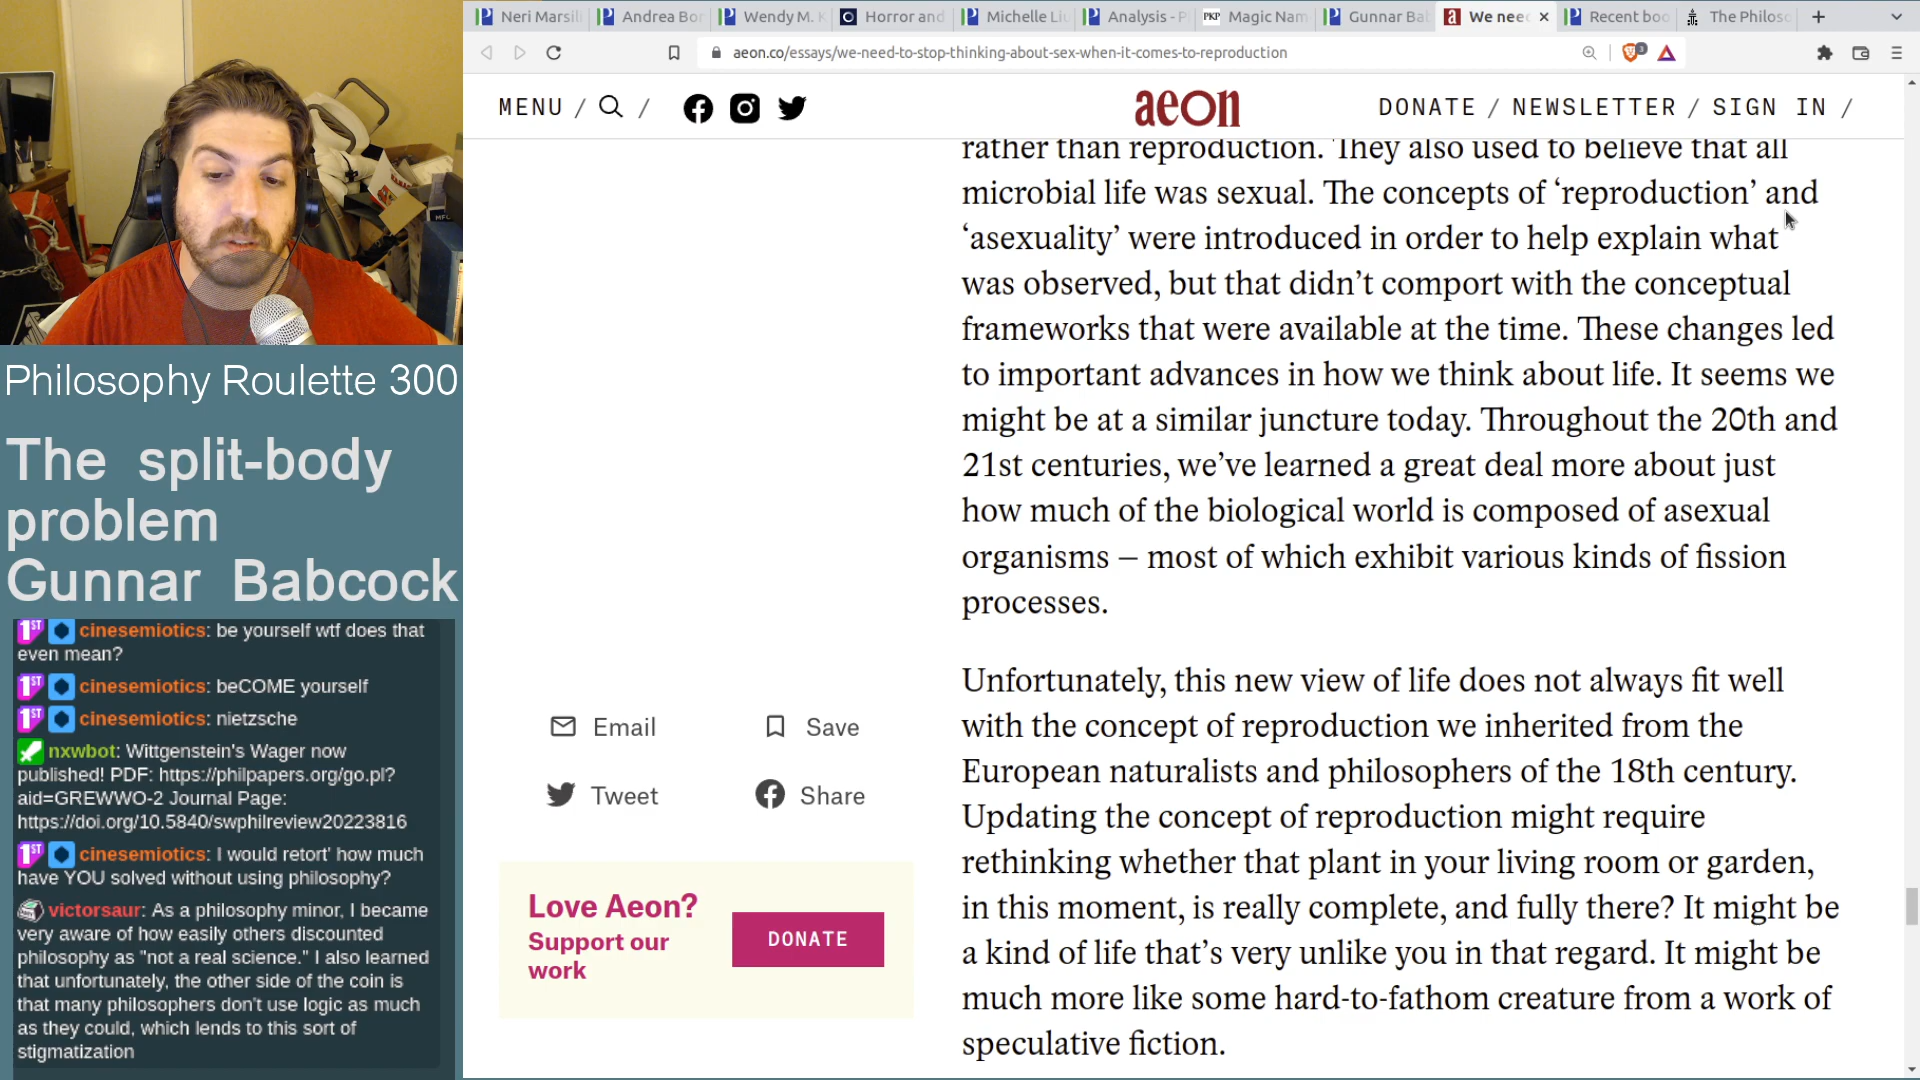 Neri Marsil
Andrea Bor
Wendy M. K
Horror and
Michelle Liu
Analysis - P
PKP Magic Nam
Gunnar Bab
a We need
Recent boo
The Philoso
aeon.co/essays/we-need-to-stop-thinking-about-sex-when-it-comes-to-reproduction
MENU /
/
aeon
DONATE / NEWSLETTER / SIGN IN /
rather than reproduction. They also used to believe that all
microbial life was sexual. The concepts of ‘reproduction’ and
‘asexuality’ were introduced in order to help explain what
was observed, but that didn’t comport with the conceptual
frameworks that were available at the time. These changes led
to important advances in how we think about life. It seems we
might be at a similar juncture today. Throughout the 20th and
21st centuries, we’ve learned a great deal more about just
how much of the biological world is composed of asexual
organisms – most of which exhibit various kinds of fission
processes.
Unfortunately, this new view of life does not always fit well
with the concept of reproduction we inherited from the
European naturalists and philosophers of the 18th century.
Updating the concept of reproduction might require
rethinking whether that plant in your living room or garden,
in this moment, is really complete, and fully there? It might be
a kind of life that’s very unlike you in that regard. It might be
much more like some hard-to-fathom creature from a work of
speculative fiction.
Email
Save
Tweet
Share
Love Aeon?
Support our
work
DONATE
Philosophy Roulette 300
The split-body
problem
Gunnar Babcock
1ST cinesemiotics: be yourself wtf does that
even mean?
1ST cinesemiotics: beCOME yourself
1ST cinesemiotics: nietzsche
nxwbot: Wittgenstein's Wager now
published! PDF: https://philpapers.org/go.pl?
aid=GREWWO-2 Journal Page:
https://doi.org/10.5840/swphilreview20223816
1ST cinesemiotics: I would retort' how much
have YOU solved without using philosophy?
victorsaur: As a philosophy minor, I became
very aware of how easily others discounted
philosophy as "not a real science." I also learned
that unfortunately, the other side of the coin is
that many philosophers don't use logic as much
as they could, which lends to this sort of
stigmatization